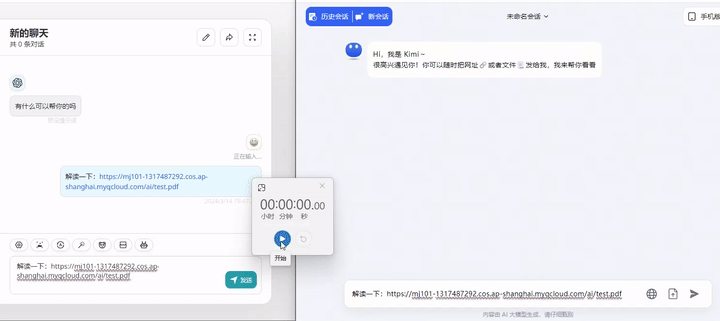 新的聊天
共 0 条对话
有什么可以帮你的吗
正在输入...
解读一下：https://mj101-1317487292.cos.ap-
shanghai.myqcloud.com/ai/test.pdf
解读一下：https://mj101-1317487292.cos.ap-
shanghai.myqcloud.com/ai/test.pdf
发送
00:00:00.00
小时 分钟 秒
开始
历史会话
新会话
未命名会话
手机版
Hi，我是 Kimi ~
很高兴遇见你！你可以随时把网址🔗或者文件📃发给我，我来帮你看看
解读一下：https://mj101-1317487292.cos.ap-shanghai.myqcloud.com/ai/test.pdf
内容由 AI 大模型生成，请仔细甄别